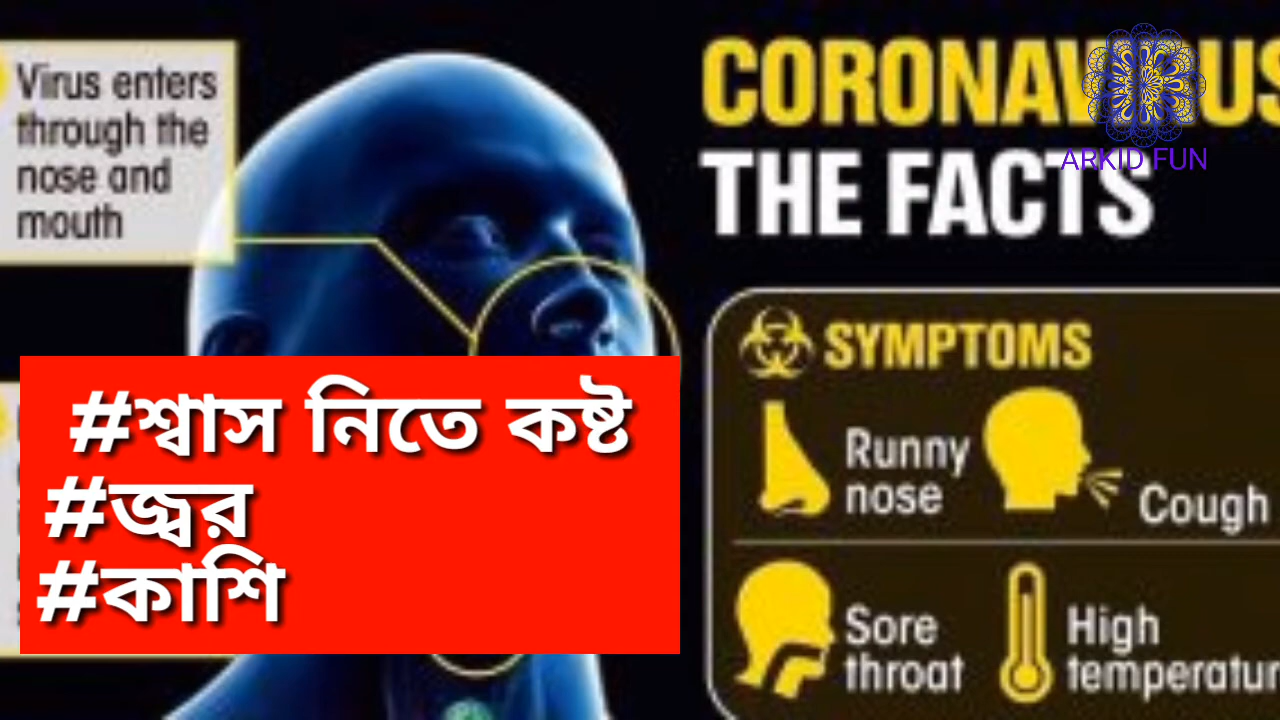 Virus enters
through the
nose and
mouth
CORONAVIRUS
THE FACTS
ARKID FUN
SYMPTOMS
Runny
nose
Cough
Sore
throat
High
temperatur
#শ্বাস নিতে কষ্ট
#জ্বর
#কাশি